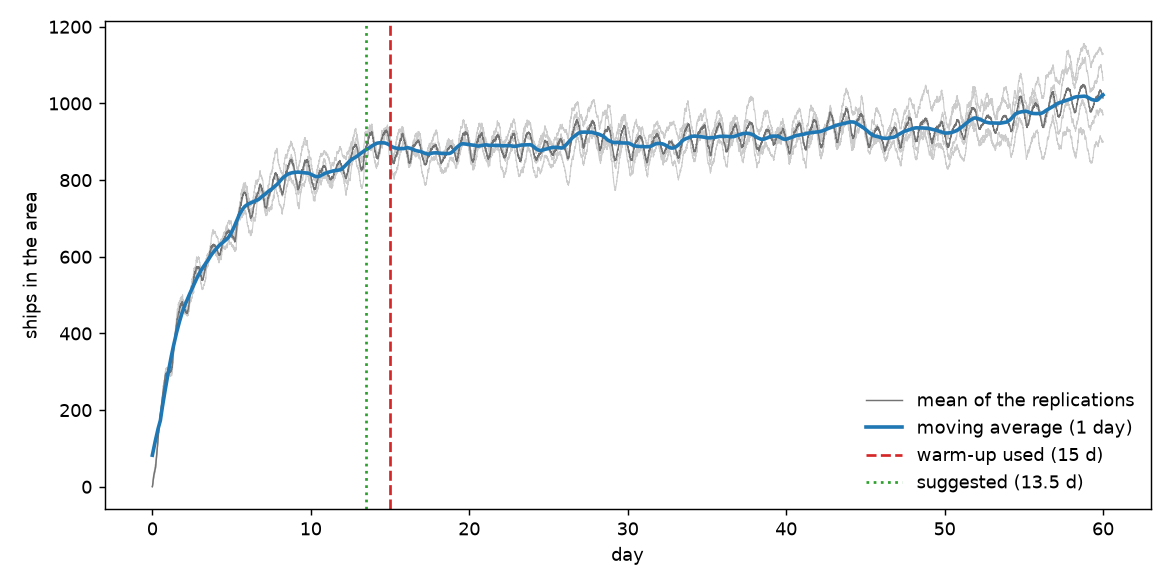 1200
1000
800
600
400
200
0
ships in the area
mean of the replications
moving average (1 day)
warm-up used (15 d)
suggested (13.5 d)
0 10 20 30 40 50 60
day